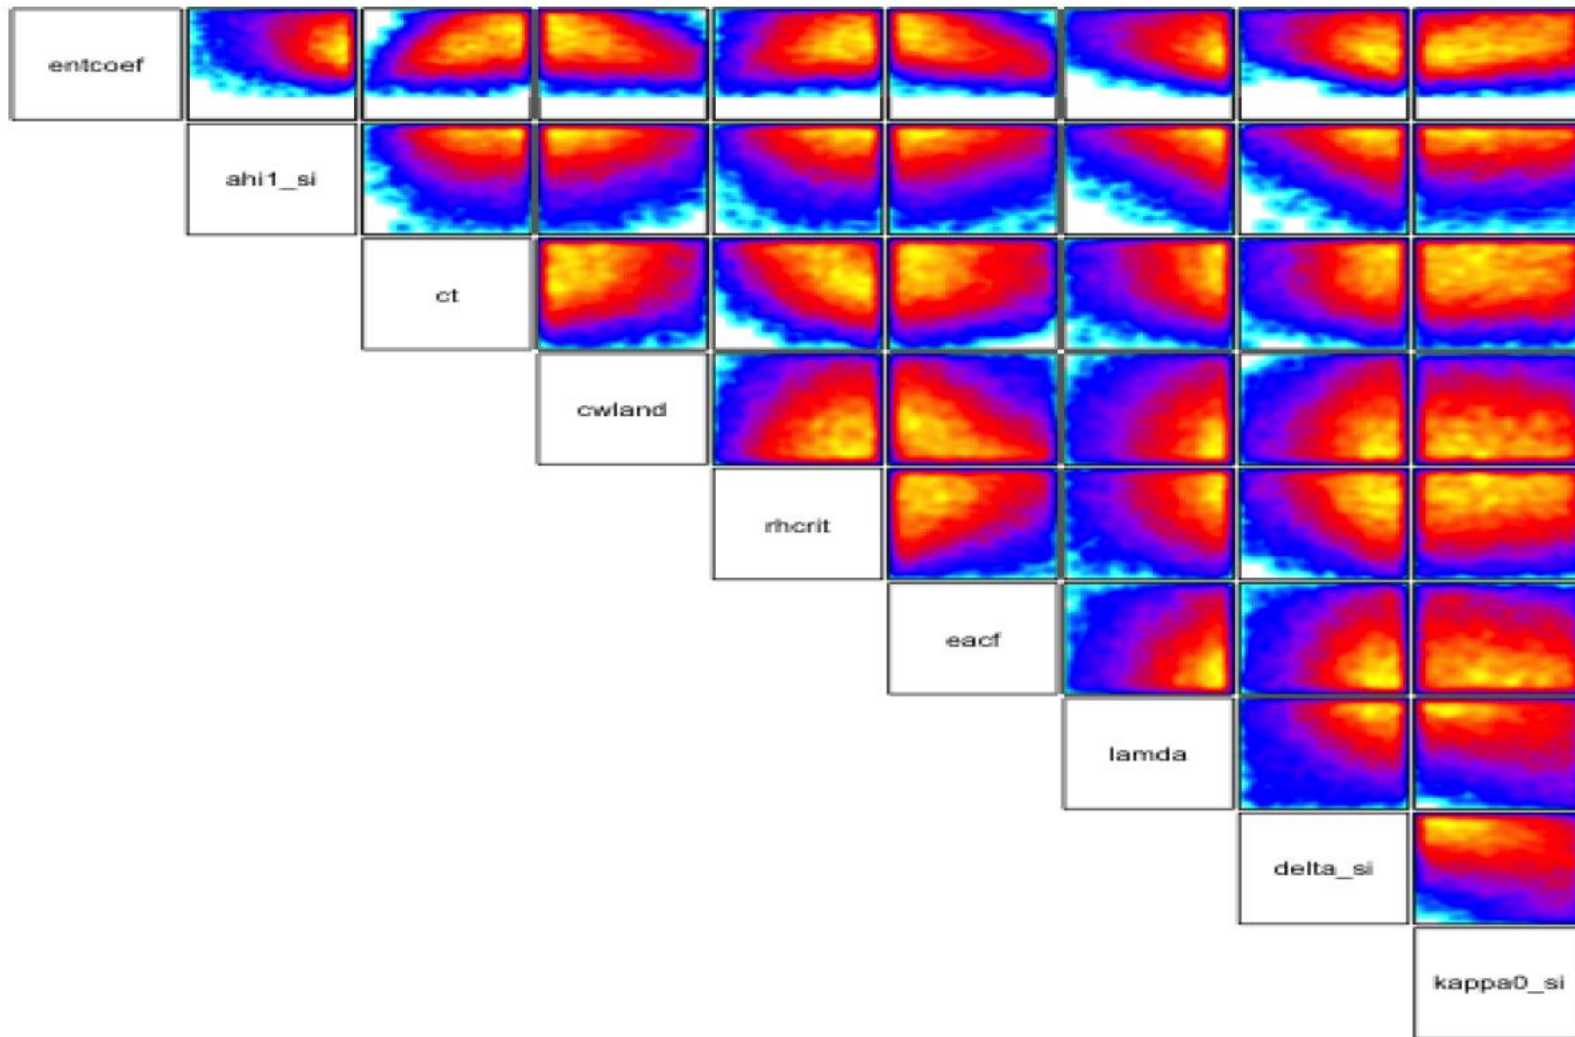 entcoef
ahi1_si
ct
cwland
rhcrit
eacf
lamda
delta_si
kappa0_si